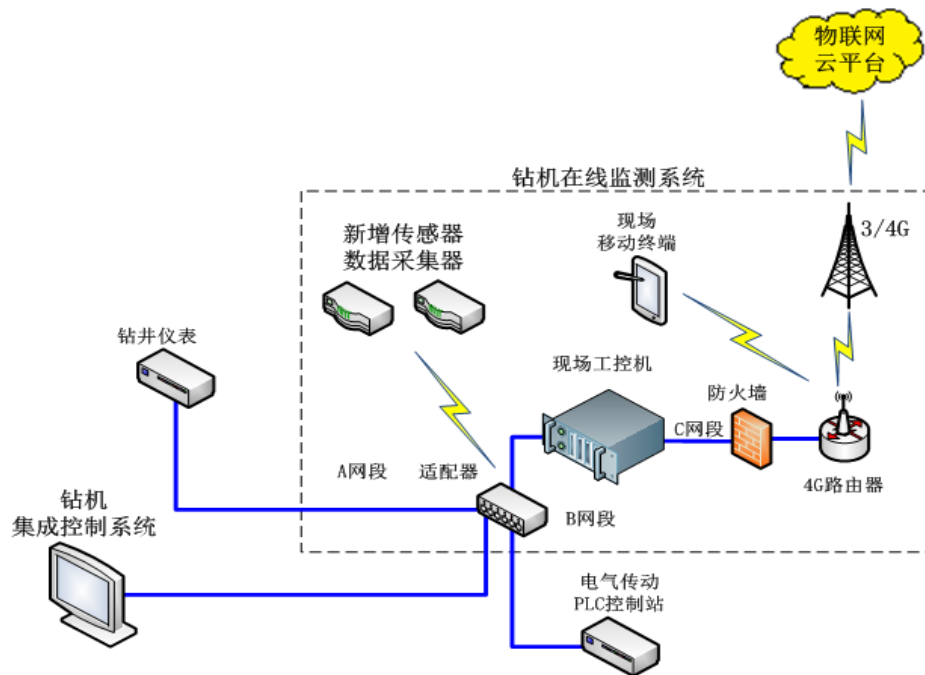 物联网
云平台
钻机在线监测系统
现场
移动终端
3/4G
新增传感器
数据采集器
钻井仪表
现场工控机
防火墙
C网段
A网段
适配器
4G路由器
B网段
钻机
集成控制系统
电气传动
PLC控制站